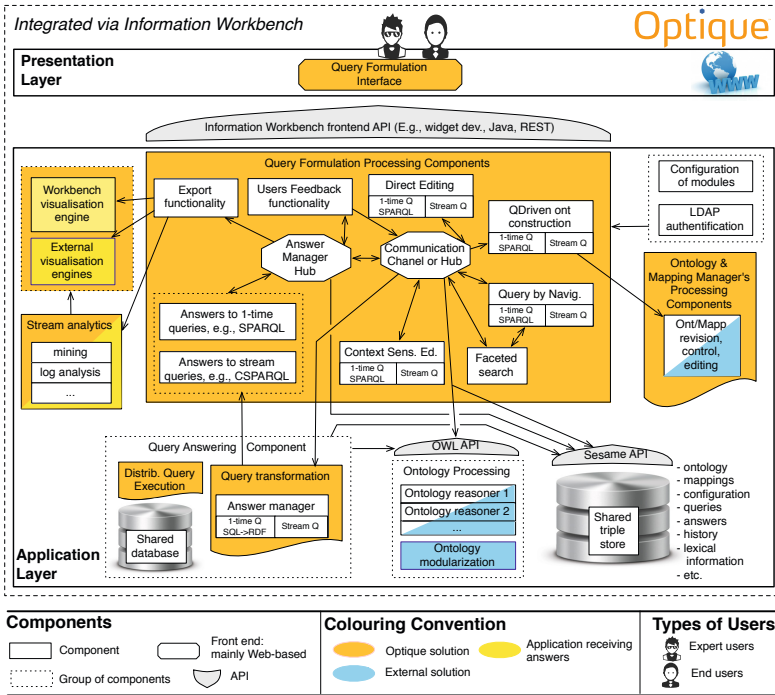 Integrated via Information Workbench
Optique
Presentation
Layer
Query Formulation
Interface
WWW
Information Workbench frontend API (E.g., widget dev., Java, REST)
Query Formulation Processing Components
Workbench
visualisation
engine
External
visualisation
engines
Export
functionality
Users Feedback
functionality
Direct Editing
1-time Q
SPARQL
Stream Q
QDriven ont
construction
1-time Q
SPARQL
Stream Q
Configuration
of modules
LDAP
authentification
Answer
Manager
Hub
Communication
Chanel or Hub
Query by Navig.
1-time Q
SPARQL
Stream Q
Ontology &
Mapping Manager's
Processing
Components
Ont/Mapp
revision,
control,
editing
Stream analytics
mining
log analysis
...
Answers to 1-time
queries, e.g., SPARQL
Answers to stream
queries, e.g., CSPARQL
Context Sens. Ed.
1-time Q
SPARQL
Stream Q
Faceted
search
Query Answering Component
Distrib. Query
Execution
Shared
database
Query transformation
Answer manager
1-time Q
SQL->RDF
Stream Q
OWL API
Ontology Processing
Ontology reasoner 1
Ontology reasoner 2
...
Ontology
modularization
Sesame API
Shared
triple
store
- ontology
- mappings
- configuration
- queries
- answers
- history
- lexical
information
- etc.
Application
Layer
Components
Component
Front end:
mainly Web-based
Group of components
API
Colouring Convention
Optique solution
Application receiving
answers
External solution
Types of Users
Expert users
End users